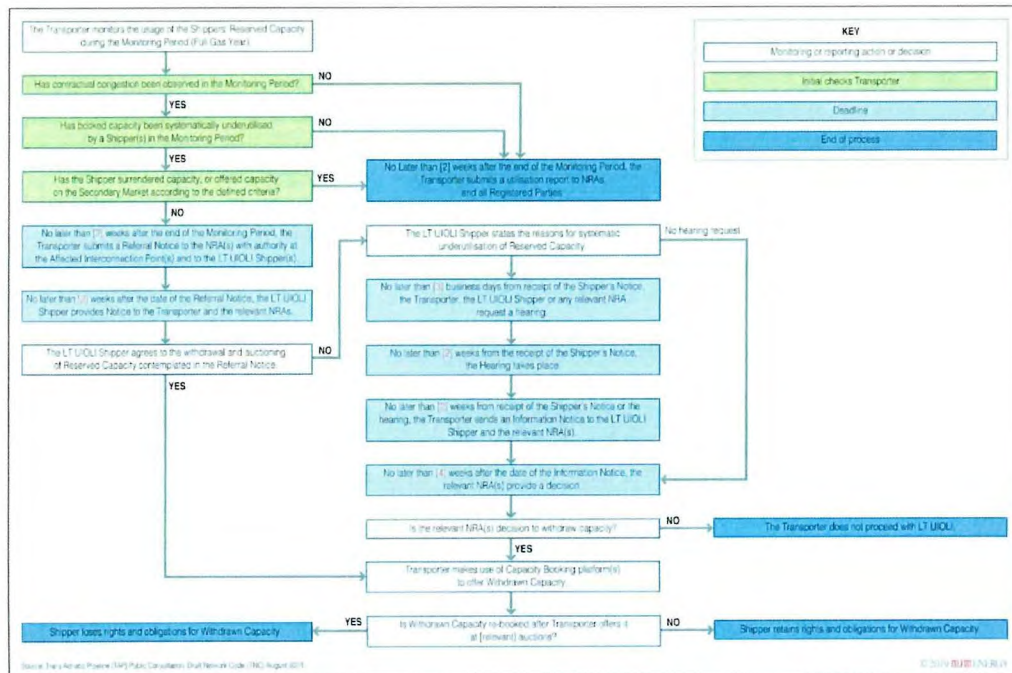 The Transporter monitors the usage of the Shippers' Reserved Capacity
during the Monitoring Period (Full Gas Year)
KEY
Monitoring or reporting action or decision
Initial checks Transporter
Deadline
End of process
Has contractual congestion been observed in the Monitoring Period?
NO
YES
Has booked capacity been systematically underutilised
by a Shipper(s) in the Monitoring Period?
NO
YES
Has the Shipper surrendered capacity, or offered capacity
on the Secondary Market according to the defined criteria?
YES
NO
No Later than [2] weeks after the end of the Monitoring Period, the
Transporter submits a utilisation report to NRAs,
and all Registered Parties.
No later than [2] weeks after the end of the Monitoring Period, the
Transporter submits a Referral Notice to the NRA(s) with authority at
the Affected Interconnection Point(s) and to the LT UIOLI Shipper(s).
No later than weeks after the date of the Referral Notice, the LT UIOLI
Shipper provides Notice to the Transporter and the relevant NRAs.
The LT UIOLI Shipper agrees to the withdrawal and auctioning
of Reserved Capacity contemplated in the Referral Notice.
NO
YES
The LT UIOLI Shipper states the reasons for systematic
underutilisation of Reserved Capacity.
No hearing request
No later than [3] business days from receipt of the Shipper's Notice,
the Transporter, the LT UIOLI Shipper or any relevant NRA
request a hearing.
No later than [2] weeks from the receipt of the Shipper's Notice,
the Hearing takes place.
No later than weeks from receipt of the Shipper's Notice or the
hearing, the Transporter sends an Information Notice to the LT UIOLI
Shipper and the relevant NRA(s).
No later than [4] weeks after the date of the Information Notice, the
relevant NRA(s) provide a decision.
Is the relevant NRA(s) decision to withdraw capacity?
NO
The Transporter does not proceed with LT UIOLI.
YES
Transporter makes use of Capacity Booking platform(s)
to offer Withdrawn Capacity.
Is Withdrawn Capacity re-booked after Transporter offers it
at [relevant] auctions?
YES
Shipper loses rights and obligations for Withdrawn Capacity.
NO
Shipper retains rights and obligations for Withdrawn Capacity.
Source: Trans Adriatic Pipeline (TAP) Public Consultation, Draft Network Code (TNC), August 2019
© 2019 ENERGY